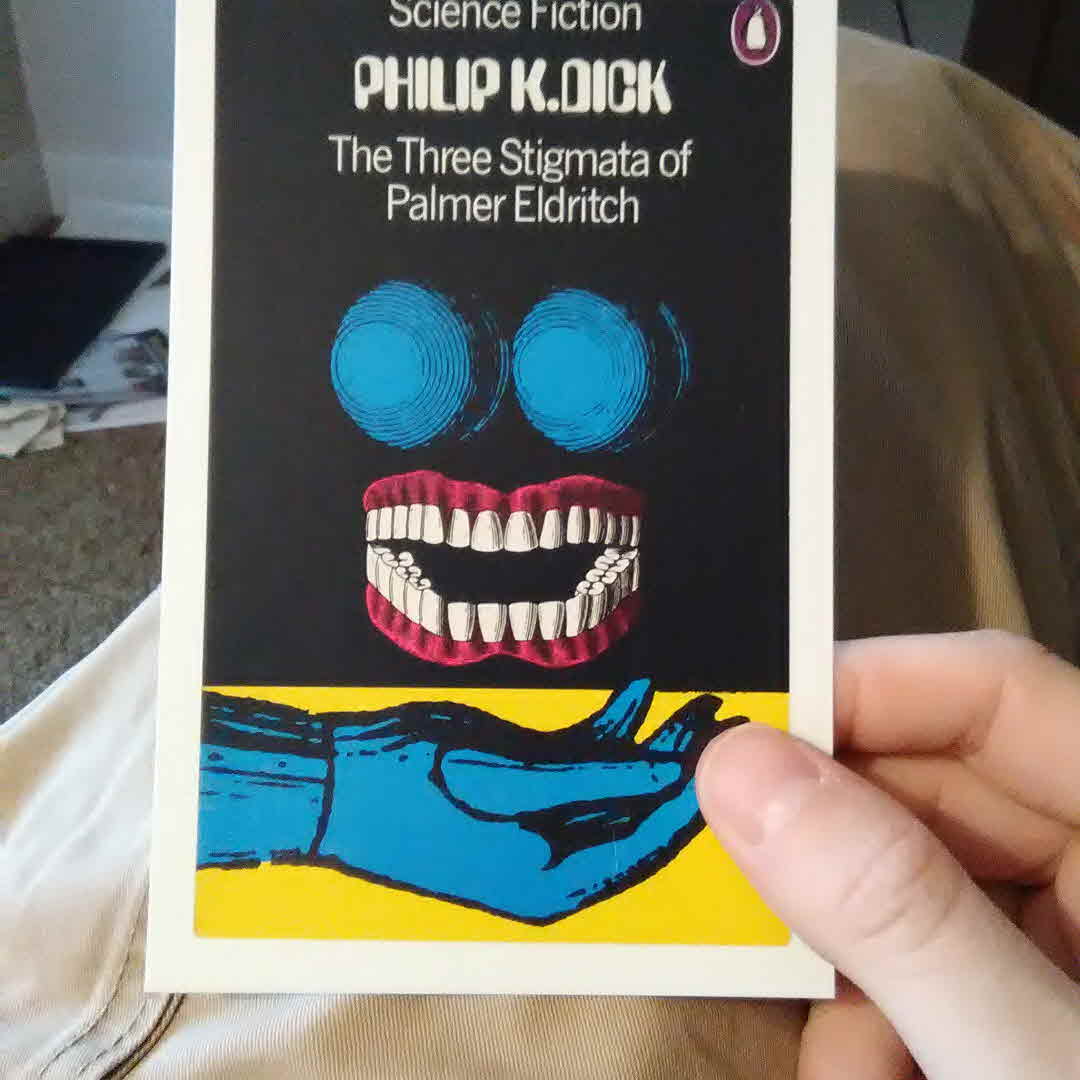 Science Fiction
PHILIP K.DICK
The Three Stigmata of
Palmer Eldritch